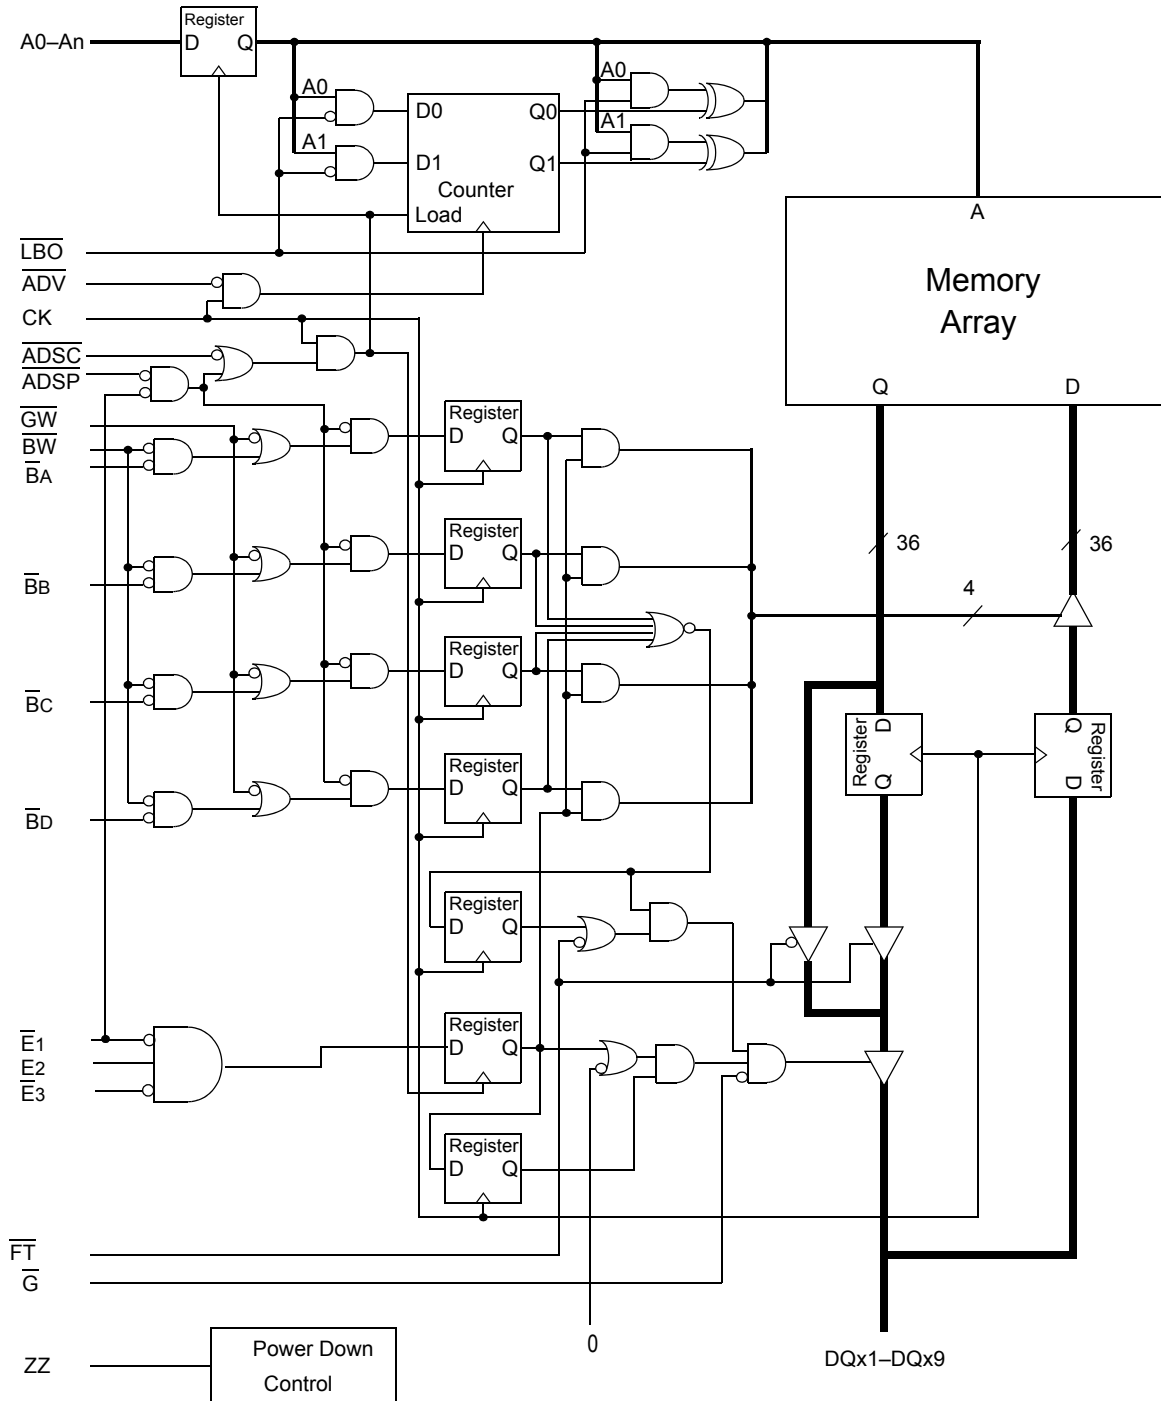 Register
A0–An
D Q
A0
A0
D0
Q0
A1
A1
D1
Q1
Counter
Load
A
LBO
ADV
Memory
Array
CK
ADSC
ADSP
Q
D
GW
BW
BA
Register
D Q
Register
D Q
36
36
BB
4
Register
D Q
BC
D
Register
Q
Q
Register
D
Register
D Q
BD
Register
D Q
E1
E2
E3
Register
D Q
Register
D Q
FT
G
0
DQx1–DQx9
ZZ
Power Down
Control